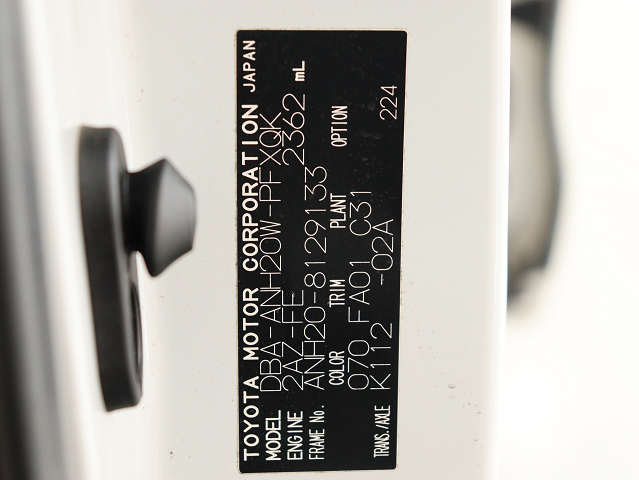 TOYOTA MOTOR CORPORATION JAPAN
MODEL DBA-ANH20W-PFXQK
ENGINE 2AZ-FE 2362 mL
FRAME No. ANH20-8129133
COLOR TRIM PLANT OPTION
070 FA01 C31
TRANS./AXLE K112 -02A 224